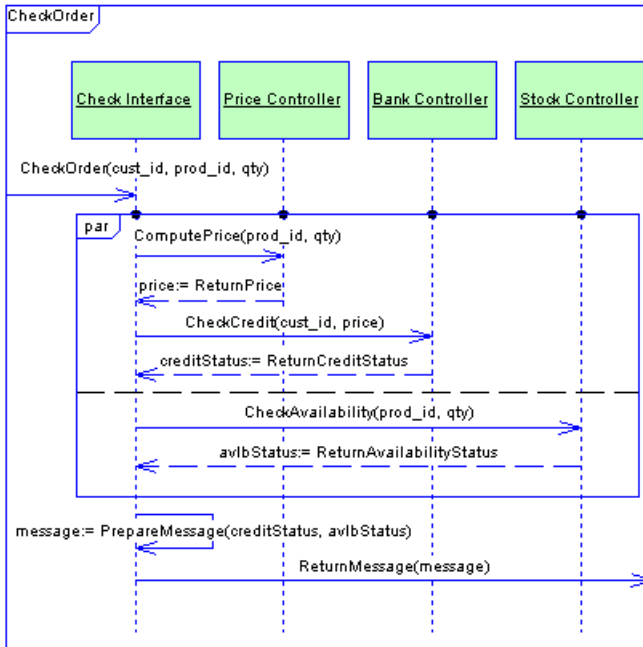 CheckOrder
Check Interface
Price Controller
Bank Controller
Stock Controller
CheckOrder(cust_id, prod_id, qty)
par
ComputePrice(prod_id, qty)
price:= ReturnPrice
CheckCredit(cust_id, price)
creditStatus:= ReturnCreditStatus
CheckAvailability(prod_id, qty)
avlbStatus:= ReturnAvailabilityStatus
message:= PrepareMessage(creditStatus, avlbStatus)
ReturnMessage(message)